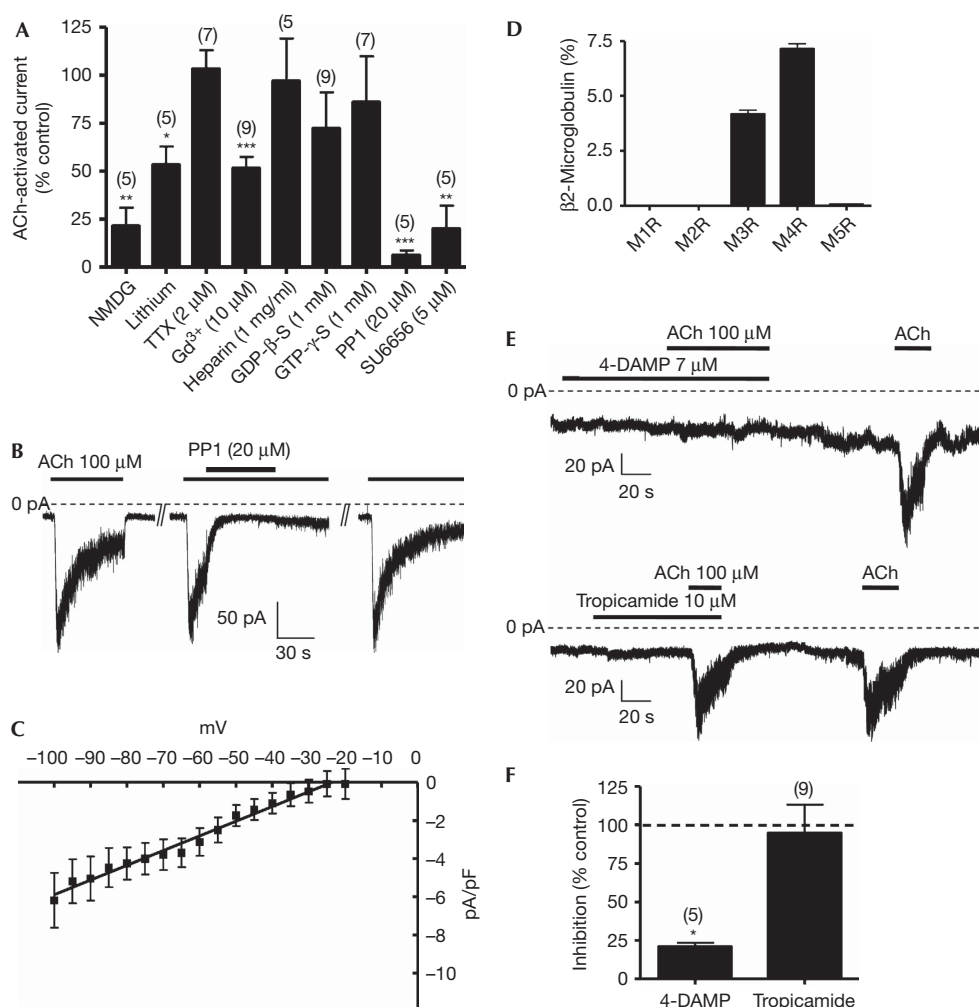 A
ACh-activated current
(% control)
125
100
75
50
25
0
(5)
**
(5)
*
(7)
(9)
***
(5
(9)
(7)
(5)
***
(5)
**
NMDG
Lithium
TTX (2 μM)
Gd³⁺ (10 μM)
Heparin (1 mg/ml)
GDP-β-S (1 mM)
GTP-γ-S (1 mM)
PP1 (20 μM)
SU6656 (5 μM)
B
ACh 100 μM
PP1 (20 μM)
0 pA
//
//
50 pA
30 s
C
mV
–100 –90 –80 –70 –60 –50 –40 –30 –20 –10 0
0
–2
–4
–6
–8
–10
pA/pF
D
β2-Microglobulin (%)
7.5
5.0
2.5
0.0
M1R
M2R
M3R
M4R
M5R
E
ACh 100 μM
ACh
4-DAMP 7 μM
0 pA
20 pA
20 s
ACh 100 μM
ACh
Tropicamide 10 μM
0 pA
20 pA
20 s
F
Inhibition (% control)
125
100
75
50
25
0
(5)
*
(9)
4-DAMP
Tropicamide